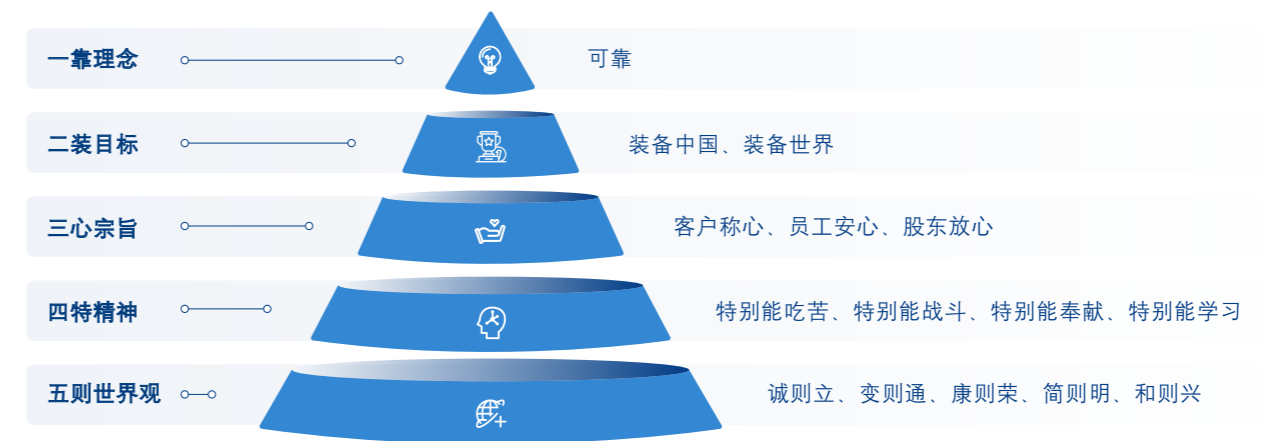 一靠理念
可靠
二装目标
装备中国、装备世界
三心宗旨
客户称心、员工安心、股东放心
四特精神
特别能吃苦、特别能战斗、特别能奉献、特别能学习
五则世界观
诚则立、变则通、康则荣、简则明、和则兴